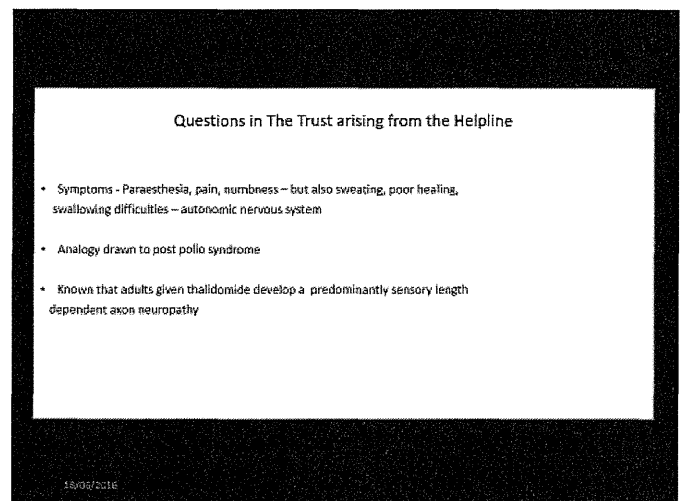 Questions in The Trust arising from the Helpline
• Symptoms - Paraesthesia, pain, numbness – but also sweating, poor healing,
swallowing difficulties – autonomic nervous system
• Analogy drawn to post polio syndrome
• Known that adults given thalidomide develop a predominantly sensory length
dependent axon neuropathy